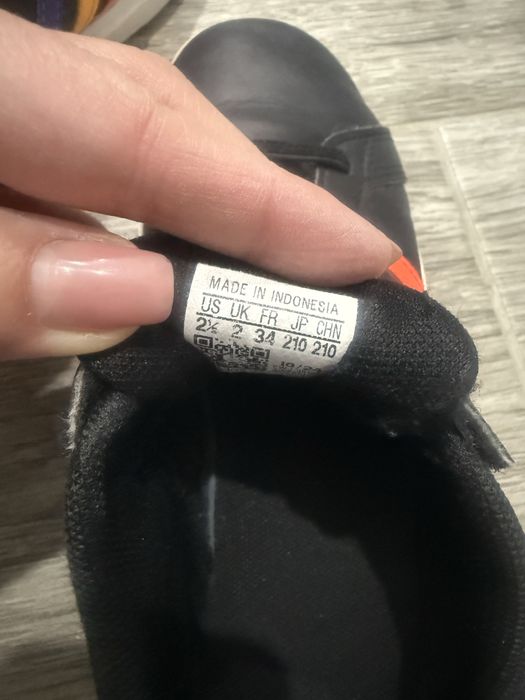 MADE IN INDONESIA
US UK FR JP CHN
2½ 2 34 210 210